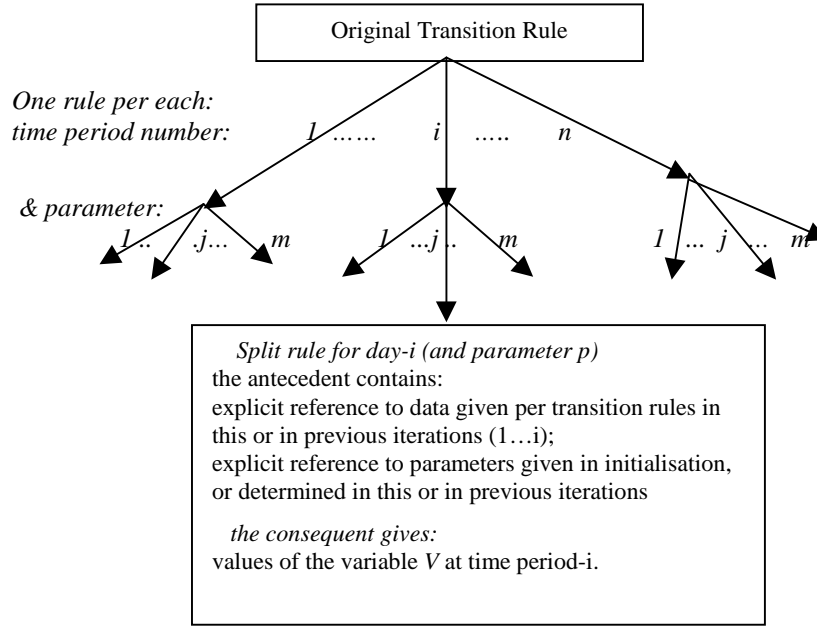 Original Transition Rule
One rule per each:
time period number: 1 ...... i ..... n
& parameter:
1 .. .j... m 1 ...j .. m 1 ... j ... m
Split rule for day-i (and parameter p)
the antecedent contains:
explicit reference to data given per transition rules in
this or in previous iterations (1…i);
explicit reference to parameters given in initialisation,
or determined in this or in previous iterations
the consequent gives:
values of the variable V at time period-i.